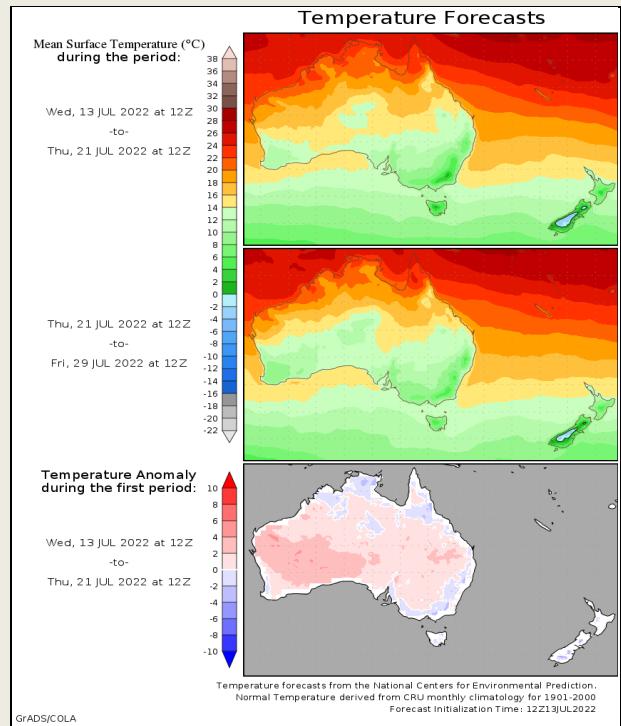 Temperature Forecasts
Mean Surface Temperature (°C)
during the period:
Wed, 13 JUL 2022 at 12Z
-to-
Thu, 21 JUL 2022 at 12Z
38
36
34
32
30
28
26
24
22
20
18
16
14
12
10
8
6
4
2
0
-2
-4
-6
-8
-10
-12
-14
-16
-18
-20
-22
Thu, 21 JUL 2022 at 12Z
-to-
Fri, 29 JUL 2022 at 12Z
Temperature Anomaly
during the first period:
Wed, 13 JUL 2022 at 12Z
-to-
Thu, 21 JUL 2022 at 12Z
10
8
6
4
2
0
-2
-4
-6
-8
-10
Temperature forecasts from the National Centers for Environmental Prediction.
Normal Temperature derived from CRU monthly climatology for 1901-2000
Forecast Initialization Time: 12Z13JUL2022
GrADS/COLA